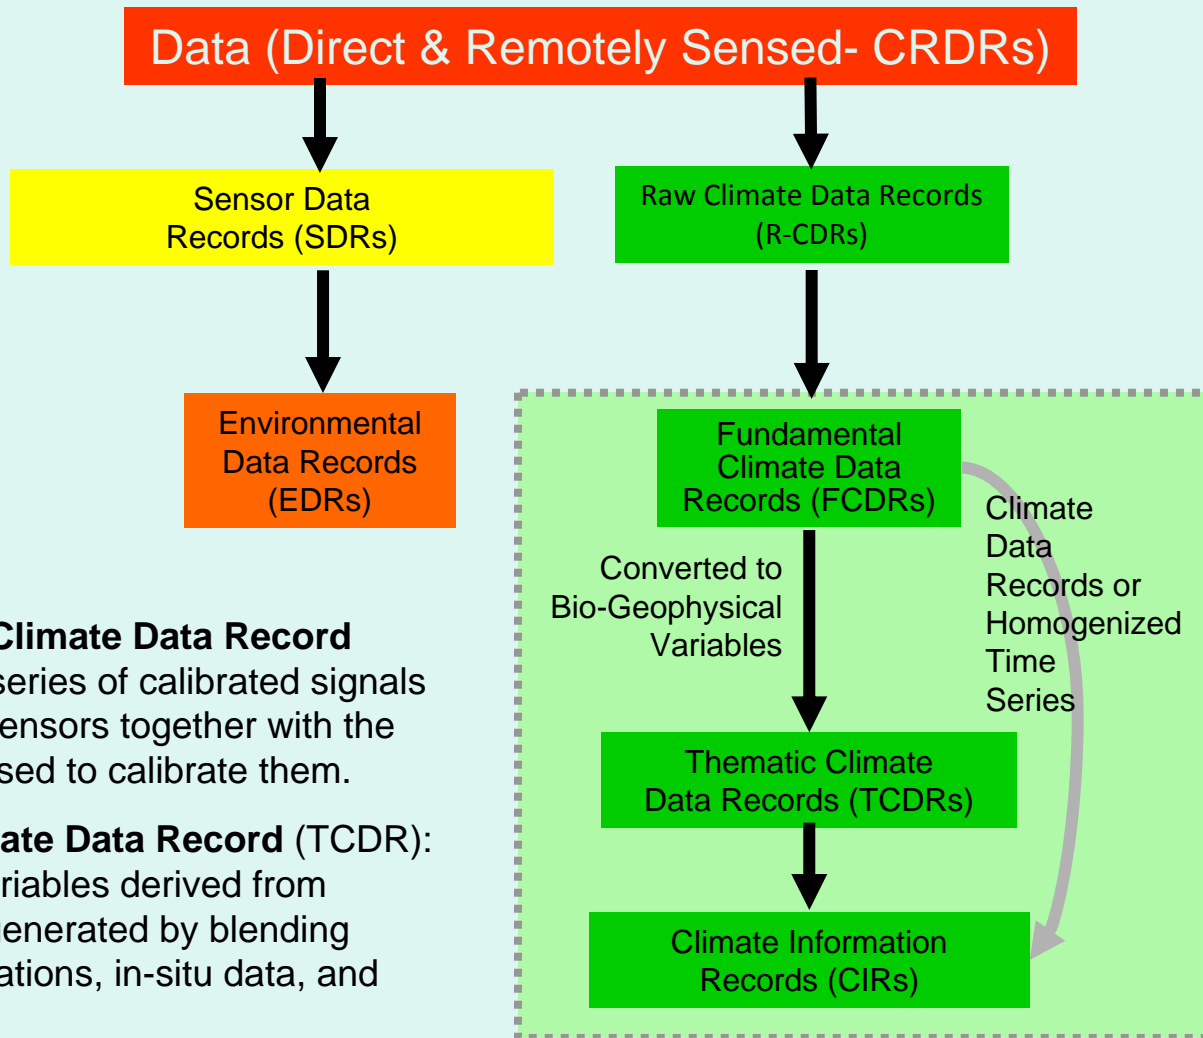 Data (Direct & Remotely Sensed- CRDRs)
Sensor Data
Records (SDRs)
Raw Climate Data Records
(R-CDRs)
Environmental
Data Records
(EDRs)
Fundamental
Climate Data
Records (FCDRs)
Climate
Data
Records or
Homogenized
Time
Series
Converted to
Bio-Geophysical
Variables
Climate Data Record
series of calibrated signals
ensors together with the
sed to calibrate them.
ate Data Record (TCDR):
riables derived from
enerated by blending
ations, in-situ data, and
Thematic Climate
Data Records (TCDRs)
Climate Information
Records (CIRs)